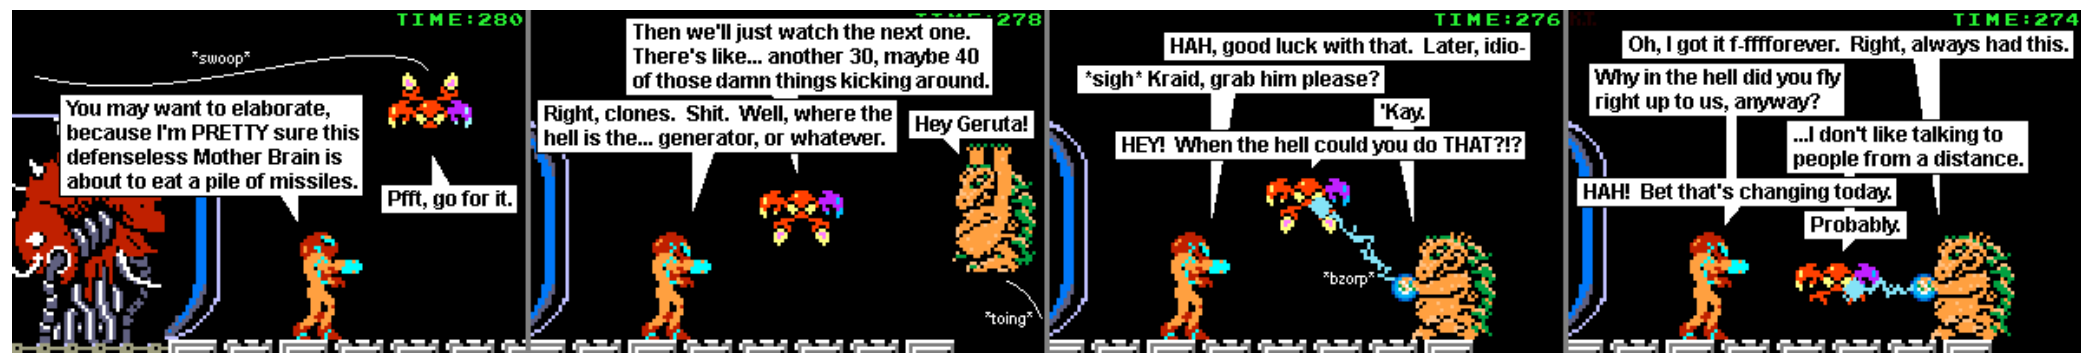 TIME:280
*swoop*
You may want to elaborate,
because I'm PRETTY sure this
defenseless Mother Brain is
about to eat a pile of missiles.
Pfft, go for it.
TIME:278
Then we'll just watch the next one.
There's like... another 30, maybe 40
of those damn things kicking around.
Right, clones.  Shit.  Well, where the
hell is the... generator, or whatever.
Hey Geruta!
*toing*
TIME:276
HAH, good luck with that.  Later, idio-
*sigh* Kraid, grab him please?
'Kay.
HEY!  When the hell could you do THAT?!?
*bzorp*
TIME:274
Oh, I got it f-ffforever.  Right, always had this.
Why in the hell did you fly
right up to us, anyway?
...I don't like talking to
people from a distance.
HAH!  Bet that's changing today.
Probably.